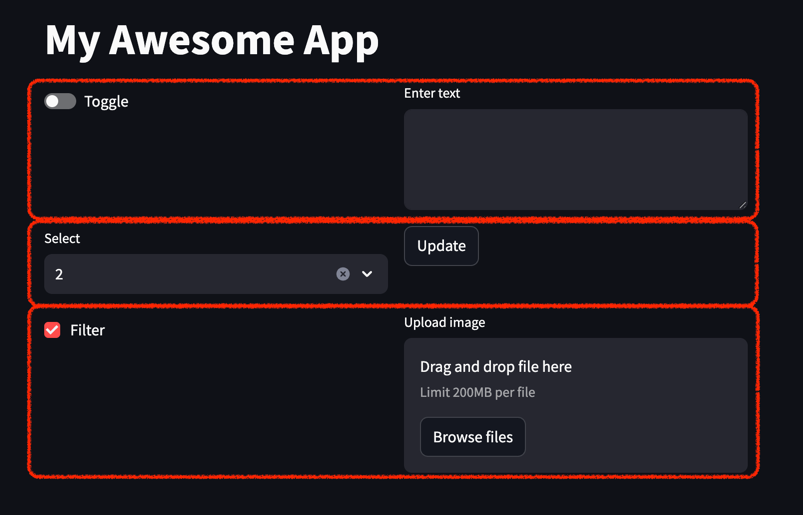 My Awesome App
Toggle
Enter text
Select
2
Update
Filter
Upload image
Drag and drop file here
Limit 200MB per file
Browse files